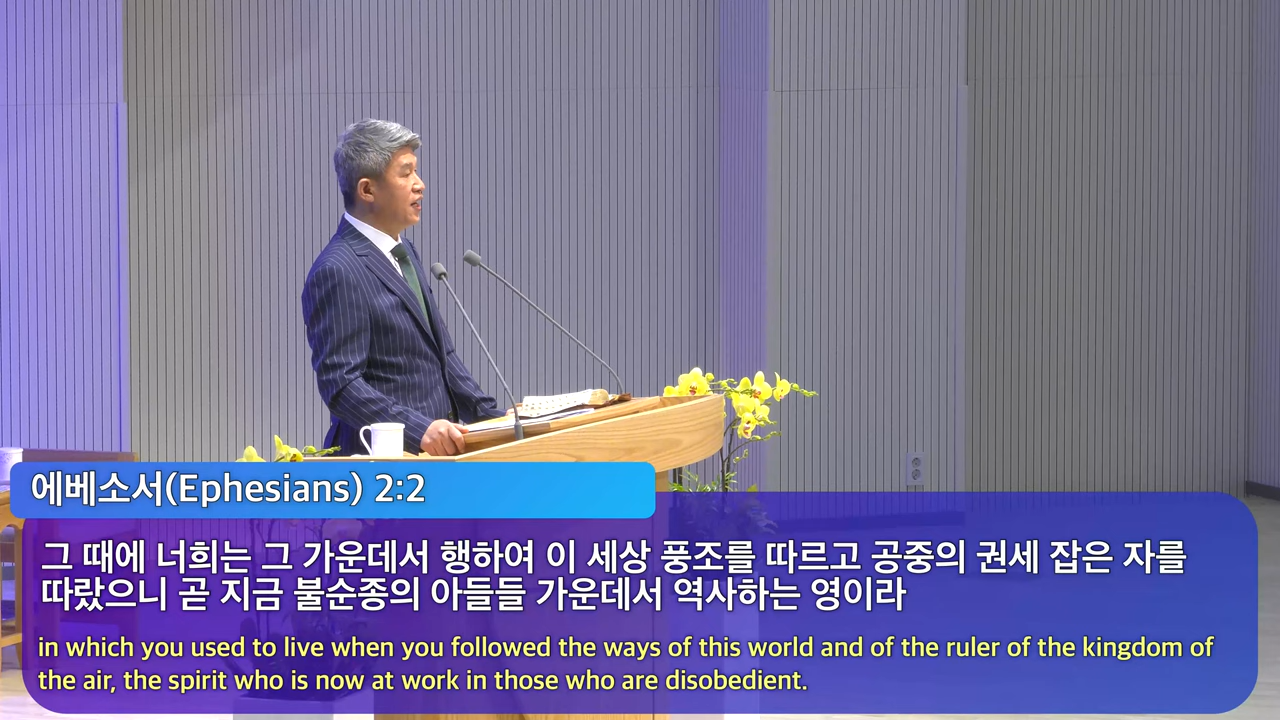 에베소서(Ephesians) 2:2
그 때에 너희는 그 가운데서 행하여 이 세상 풍조를 따르고 공중의 권세 잡은 자를
따랐으니 곧 지금 불순종의 아들들 가운데서 역사하는 영이라
in which you used to live when you followed the ways of this world and of the ruler of the kingdom of
the air, the spirit who is now at work in those who are disobedient.